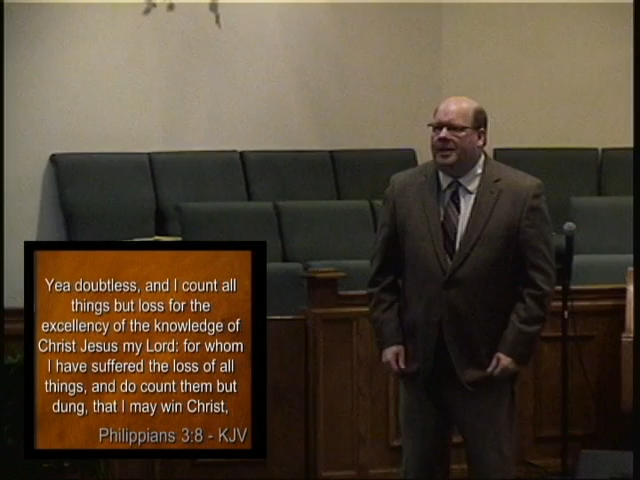 Yea doubtless, and I count all
things but loss for the
excellency of the knowledge of
Christ Jesus my Lord: for whom
I have suffered the loss of all
things, and do count them but
dung, that I may win Christ,
Philippians 3:8 - KJV